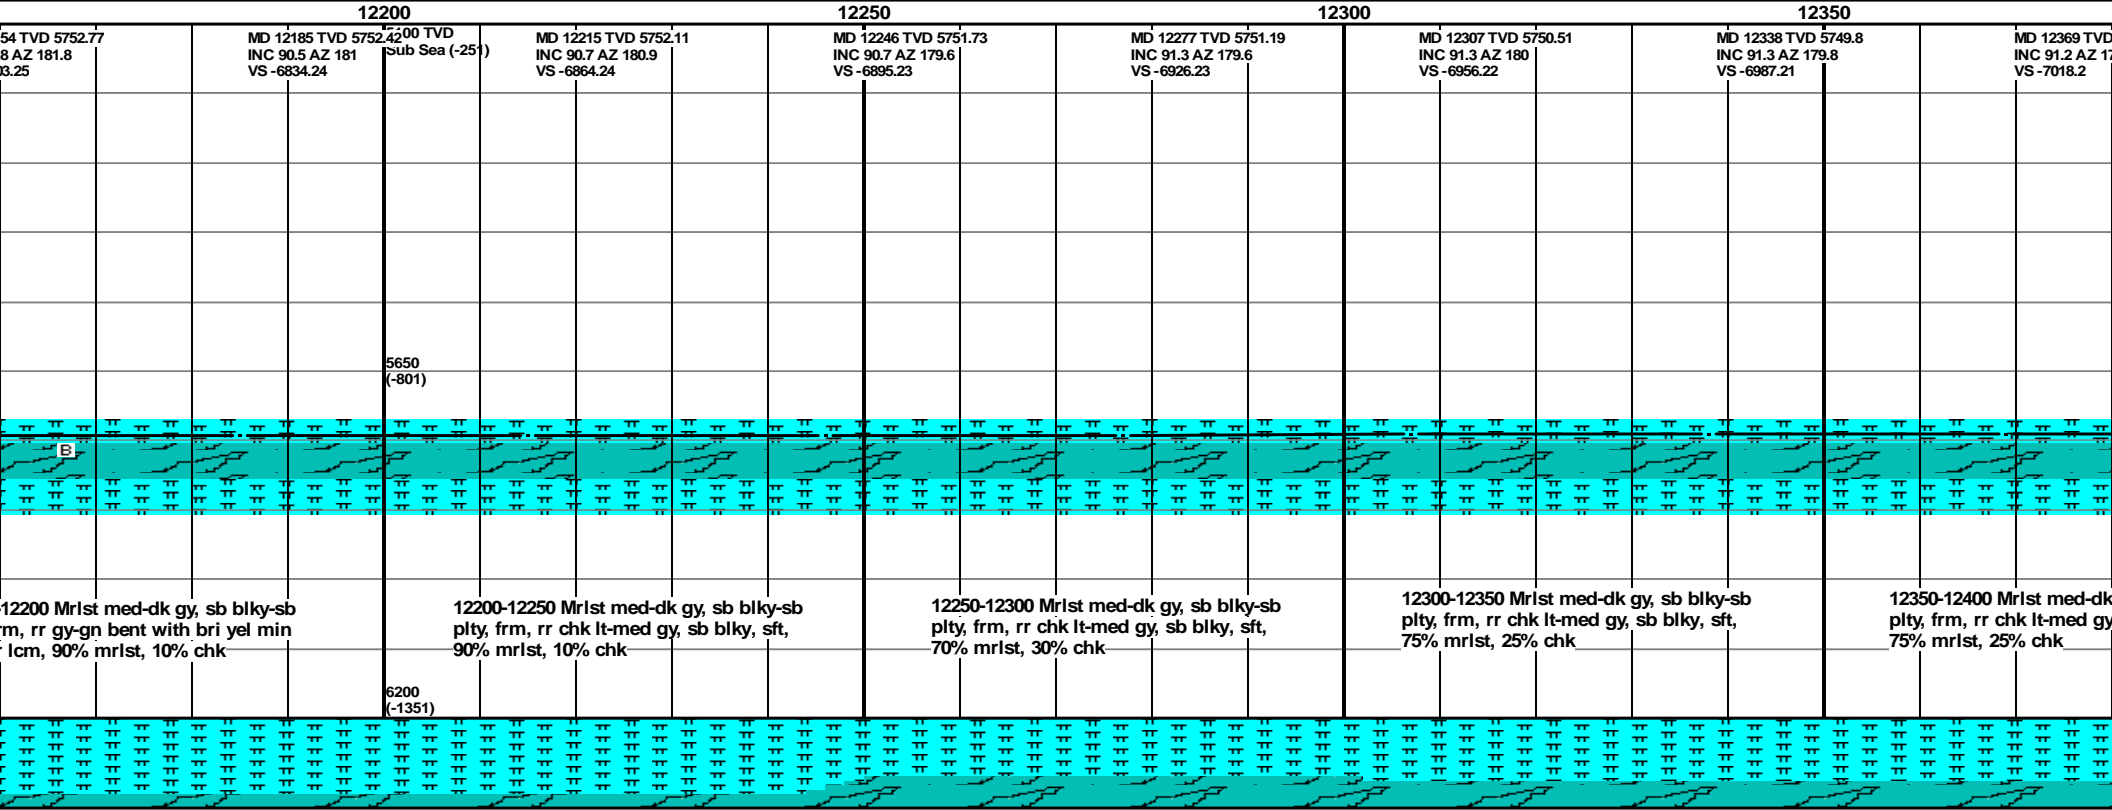 12200
12250
12300
12350
54 TVD 5752.77
8 AZ 181.8
03.25
MD 12185 TVD 5752.42
INC 90.5 AZ 181
VS -6834.24
5100 TVD
Sub Sea (-251)
MD 12215 TVD 5752.11
INC 90.7 AZ 180.9
VS -6864.24
MD 12246 TVD 5751.73
INC 90.7 AZ 179.6
VS -6895.23
MD 12277 TVD 5751.19
INC 91.3 AZ 179.6
VS -6926.23
MD 12307 TVD 5750.51
INC 91.3 AZ 180
VS -6956.22
MD 12338 TVD 5749.8
INC 91.3 AZ 179.8
VS -6987.21
MD 12369 TVD
INC 91.2 AZ 17
VS -7018.2
5650
(-801)
B
-12200 Mrlst med-dk gy, sb blky-sb
rm, rr gy-gn bent with bri yel min
r lcm, 90% mrlst, 10% chk
12200-12250 Mrlst med-dk gy, sb blky-sb
plty, frm, rr chk lt-med gy, sb blky, sft,
90% mrlst, 10% chk
12250-12300 Mrlst med-dk gy, sb blky-sb
plty, frm, rr chk lt-med gy, sb blky, sft,
70% mrlst, 30% chk
12300-12350 Mrlst med-dk gy, sb blky-sb
plty, frm, rr chk lt-med gy, sb blky, sft,
75% mrlst, 25% chk
12350-12400 Mrlst med-dk
plty, frm, rr chk lt-med gy
75% mrlst, 25% chk
6200
(-1351)